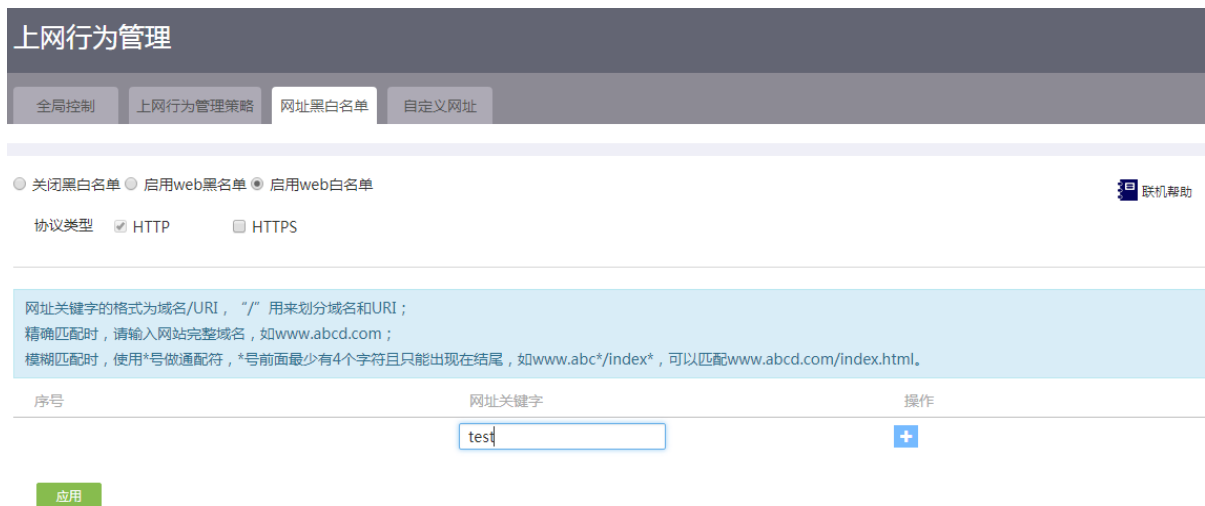 上网行为管理
全局控制 上网行为管理策略 网址黑白名单 自定义网址
关闭黑白名单 启用web黑名单 启用web白名单
联机帮助
协议类型 HTTP HTTPS
网址关键字的格式为域名/URI，“/”用来划分域名和URI；
精确匹配时，请输入网站完整域名，如www.abcd.com；
模糊匹配时，使用*号做通配符，*号前面最少有4个字符且只能出现在结尾，如www.abc*/index*，可以匹配www.abcd.com/index.html。
序号 网址关键字 操作
test
应用